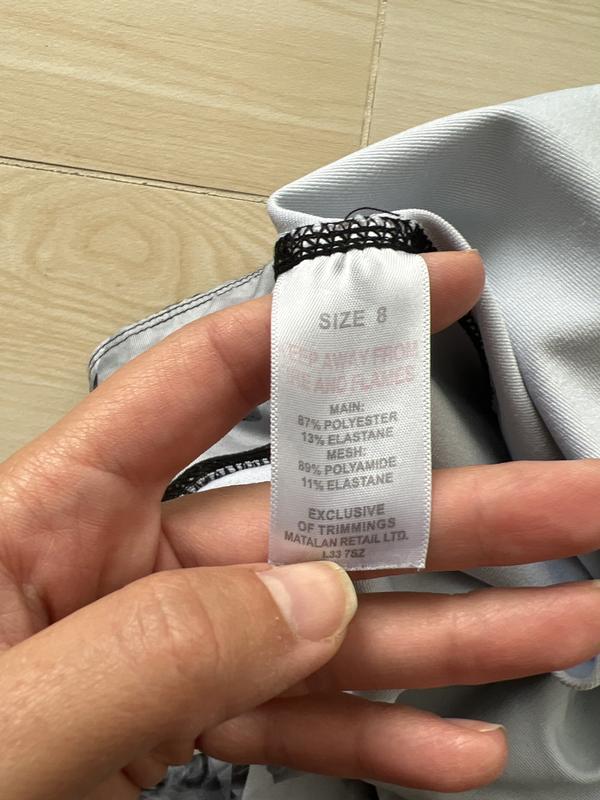 SIZE 8
KEEP AWAY FROM
FIRE AND FLAMES
MAIN:
87% POLYESTER
13% ELASTANE
MESH:
89% POLYAMIDE
11% ELASTANE
EXCLUSIVE
OF TRIMMINGS
MATALAN RETAIL LTD.
L33 7SZ